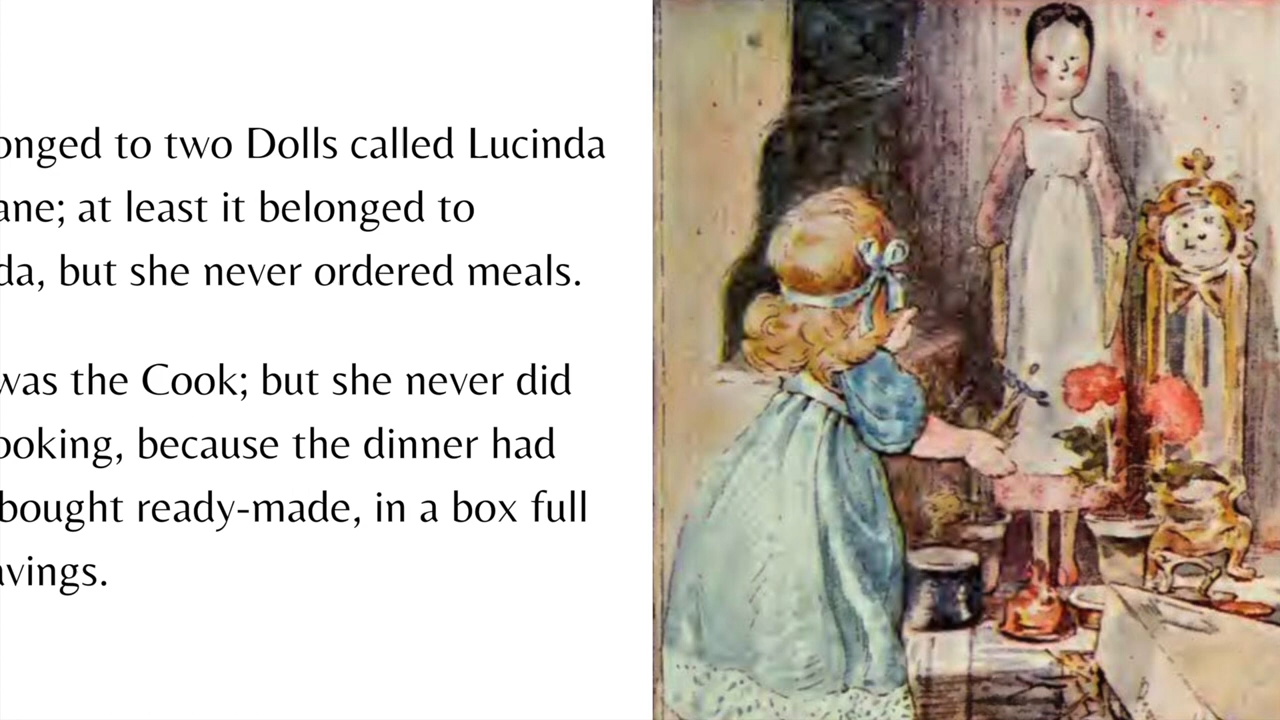 onged to two Dolls called Lucinda
ane; at least it belonged to
da, but she never ordered meals.
was the Cook; but she never did
ooking, because the dinner had
bought ready-made, in a box full
avings.